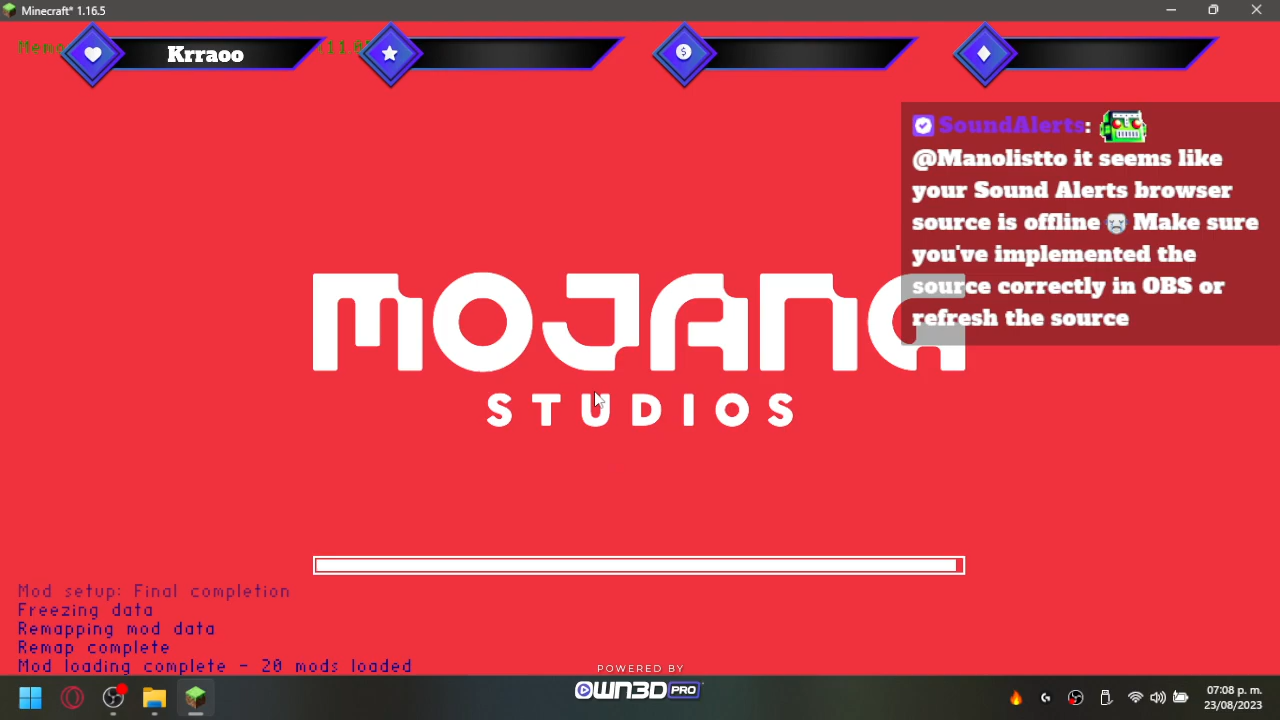 Minecraft* 1.16.5
Krraoo
SoundAlerts:
@Manolistto it seems like
your Sound Alerts browser
source is offline Make sure
you've implemented the
source correctly in OBS or
refresh the source
MOJANG
STUDIOS
Mod setup: Final completion
Freezing data
Remapping mod data
Remap complete
Mod loading complete - 20 mods loaded
POWERED BY
OWN3D PRO
07:08 p. m.
23/08/2023